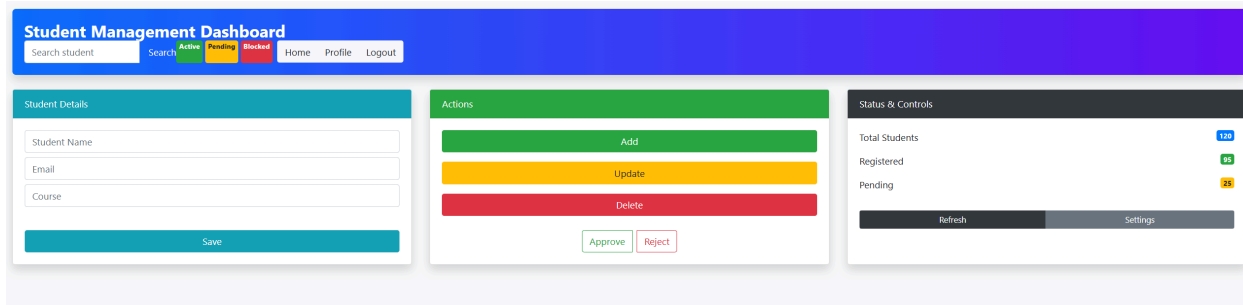 Student Management Dashboard
Search student Search Active Pending Blocked Home Profile Logout
Student Details
Student Name
Email
Course
Save
Actions
Add
Update
Delete
Approve Reject
Status & Controls
Total Students 120
Registered 95
Pending 25
Refresh Settings